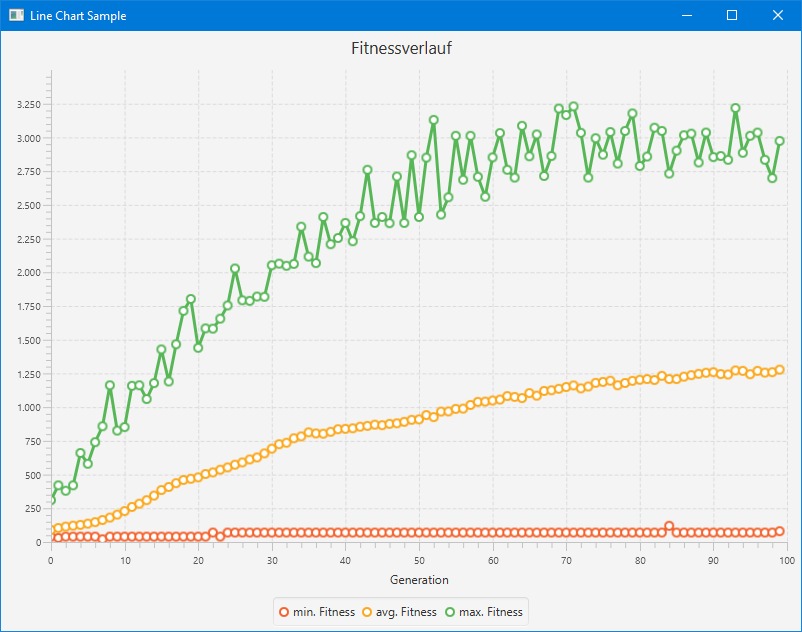 Line Chart Sample
Fitnessverlauf
3.250
3.000
2.750
2.500
2.250
2.000
1.750
1.500
1.250
1.000
750
500
250
0
0 10 20 30 40 50 60 70 80 90 100
Generation
min. Fitness avg. Fitness max. Fitness